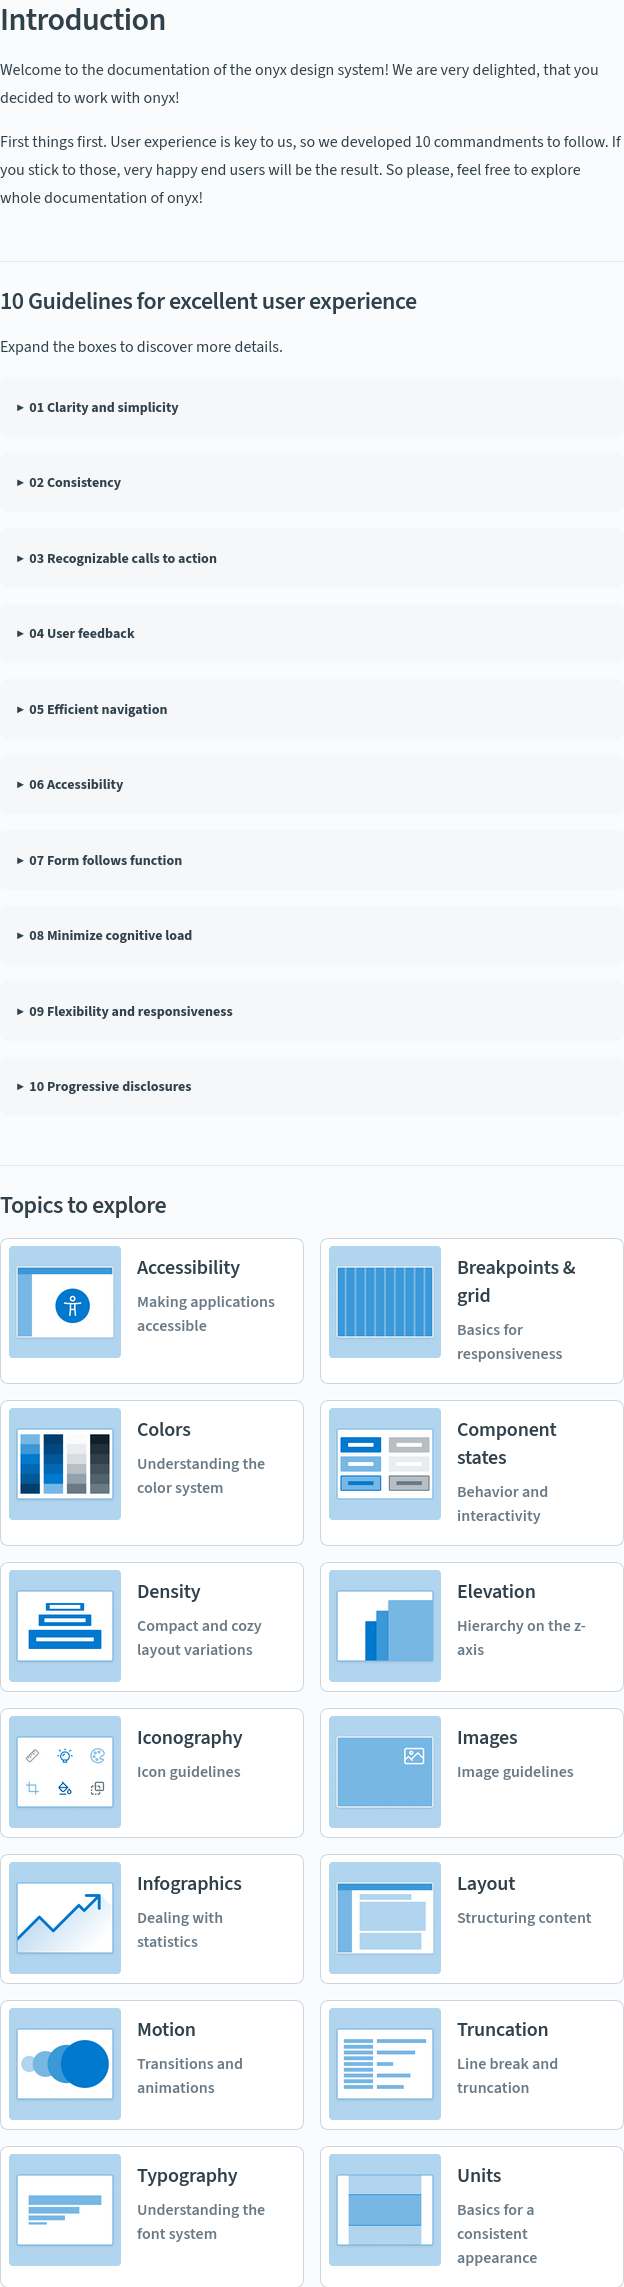 Introduction
Welcome to the documentation of the onyx design system! We are very delighted, that you
decided to work with onyx!
First things first. User experience is key to us, so we developed 10 commandments to follow. If
you stick to those, very happy end users will be the result. So please, feel free to explore
whole documentation of onyx!
10 Guidelines for excellent user experience
Expand the boxes to discover more details.
01 Clarity and simplicity
02 Consistency
03 Recognizable calls to action
04 User feedback
05 Efficient navigation
06 Accessibility
07 Form follows function
08 Minimize cognitive load
09 Flexibility and responsiveness
10 Progressive disclosures
Topics to explore
Accessibility
Making applications
accessible
Breakpoints &
grid
Basics for
responsiveness
Colors
Understanding the
color system
Component
states
Behavior and
interactivity
Density
Compact and cozy
layout variations
Elevation
Hierarchy on the z-
axis
Iconography
Icon guidelines
Images
Image guidelines
Infographics
Dealing with
statistics
Layout
Structuring content
Motion
Transitions and
animations
Truncation
Line break and
truncation
Typography
Understanding the
font system
Units
Basics for a
consistent
appearance